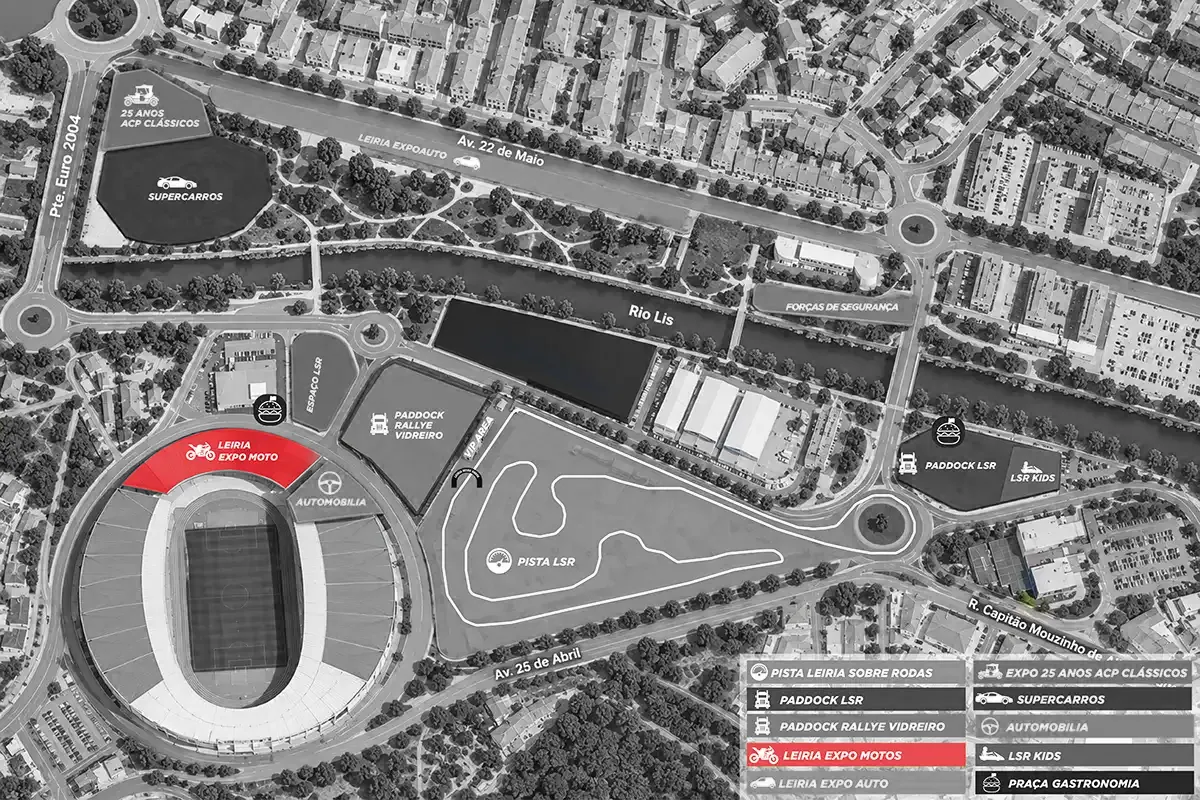 25 ANOS
ACP CLÁSSICOS
Pte. Euro 2004
SUPERCARROS
LEIRIA EXPOAUTO
Av. 22 de Maio
Rio Lis
FORÇAS DE SEGURANÇA
ESPAÇO LSR
PADDOCK
RALLYE
VIDREIRO
VIP AREA
LEIRIA
EXPO MOTO
AUTOMOBILIA
PADDOCK LSR
LSR KIDS
PISTA LSR
Av. 25 de Abril
R. Capitão Mouzinho de
PISTA LEIRIA SOBRE RODAS
PADDOCK LSR
PADDOCK RALLYE VIDREIRO
LEIRIA EXPO MOTOS
LEIRIA EXPO AUTO
EXPO 25 ANOS ACP CLÁSSICOS
SUPERCARROS
AUTOMOBILIA
LSR KIDS
PRAÇA GASTRONOMIA